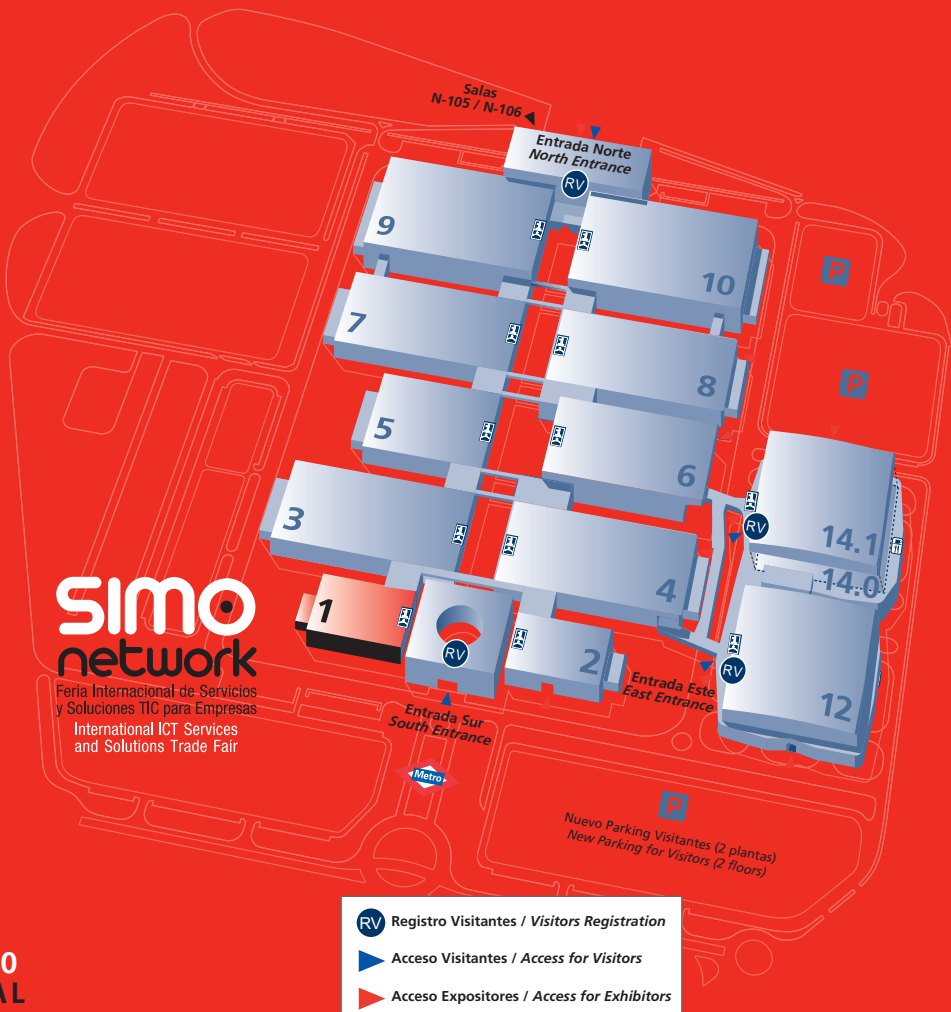 Salas
N-105 / N-106
Entrada Norte
North Entrance
RV
9
10
P
7
8
P
5
6
3
14.1
RV
14.0
4
1
RV
2
RV
12
Entrada Este
East Entrance
Entrada Sur
South Entrance
Metro
SIMO
network
Feria Internacional de Servicios
y Soluciones TIC para Empresas
International ICT Services
and Solutions Trade Fair
P
Nuevo Parking Visitantes (2 plantas)
New Parking for Visitors (2 floors)
RV Registro Visitantes / Visitors Registration
Acceso Visitantes / Access for Visitors
Acceso Expositores / Access for Exhibitors
0
AL